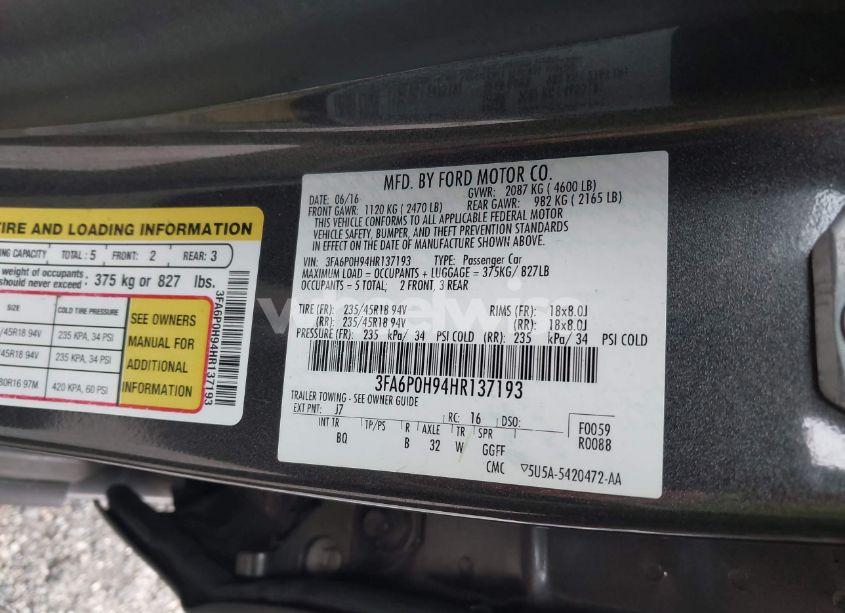 TIRE AND LOADING INFORMATION
CAPACITY TOTAL : 5 FRONT: 2 REAR: 3
weight of occupants
should never exceed : 375 kg or 827 lbs.
SIZE COLD TIRE PRESSURE
/45R18 94V 235 KPA, 34 PSI
45R18 94V 235 KPA, 34 PSI
80R16 97M 420 KPA, 60 PSI
SEE OWNERS
MANUAL FOR
ADDITIONAL
INFORMATION
3FA6P0H94HR137193
MFD. BY FORD MOTOR CO.
DATE: 06/16 GVWR: 2087 KG ( 4600 LB)
FRONT GAWR: 1120 KG ( 2470 LB) REAR GAWR: 982 KG ( 2165 LB)
THIS VEHICLE CONFORMS TO ALL APPLICABLE FEDERAL MOTOR
VEHICLE SAFETY, BUMPER, AND THEFT PREVENTION STANDARDS
IN EFFECT ON THE DATE OF MANUFACTURE SHOWN ABOVE.
VIN: 3FA6P0H94HR137193 TYPE: Passenger Car
MAXIMUM LOAD = OCCUPANTS + LUGGAGE = 375KG/ 827LB
OCCUPANTS = 5 TOTAL; 2 FRONT, 3 REAR
TIRE (FR): 235/45R18 94V RIMS (FR): 18x8.0J
(RR): 235/45R18 94V (RR): 18x8.0J
PRESSURE (FR): 235 kPa/ 34 PSI COLD (RR): 235 kPa/ 34 PSI COLD
3FA6P0H94HR137193
TRAILER TOWING - SEE OWNER GUIDE
EXT PNT: J7 RC: 16 DSO: F0059
INT TR TP/PS R AXLE TR SPR R0088
BQ B 32 W GGFF
CMC ▽5U5A-5420472-AA